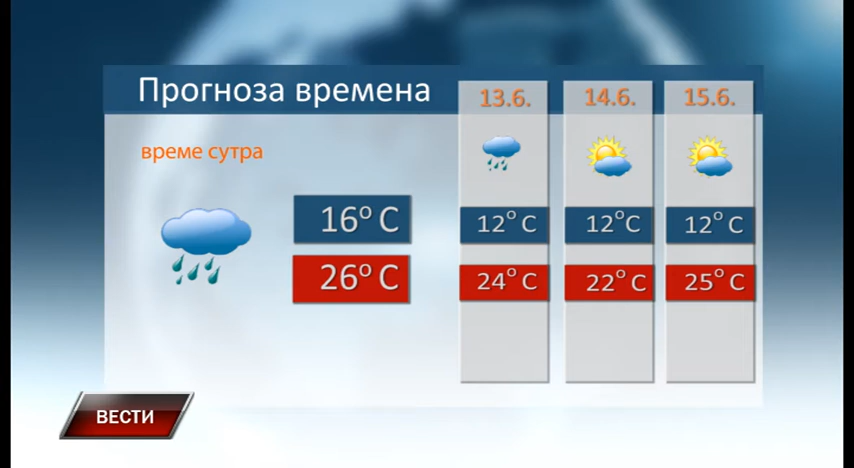 Прогноза времена
време сутра
16° C
26° C
13.6.
12° C
24° C
14.6.
12°C
22° C
15.6.
12° C
25° C
ВЕСТИ